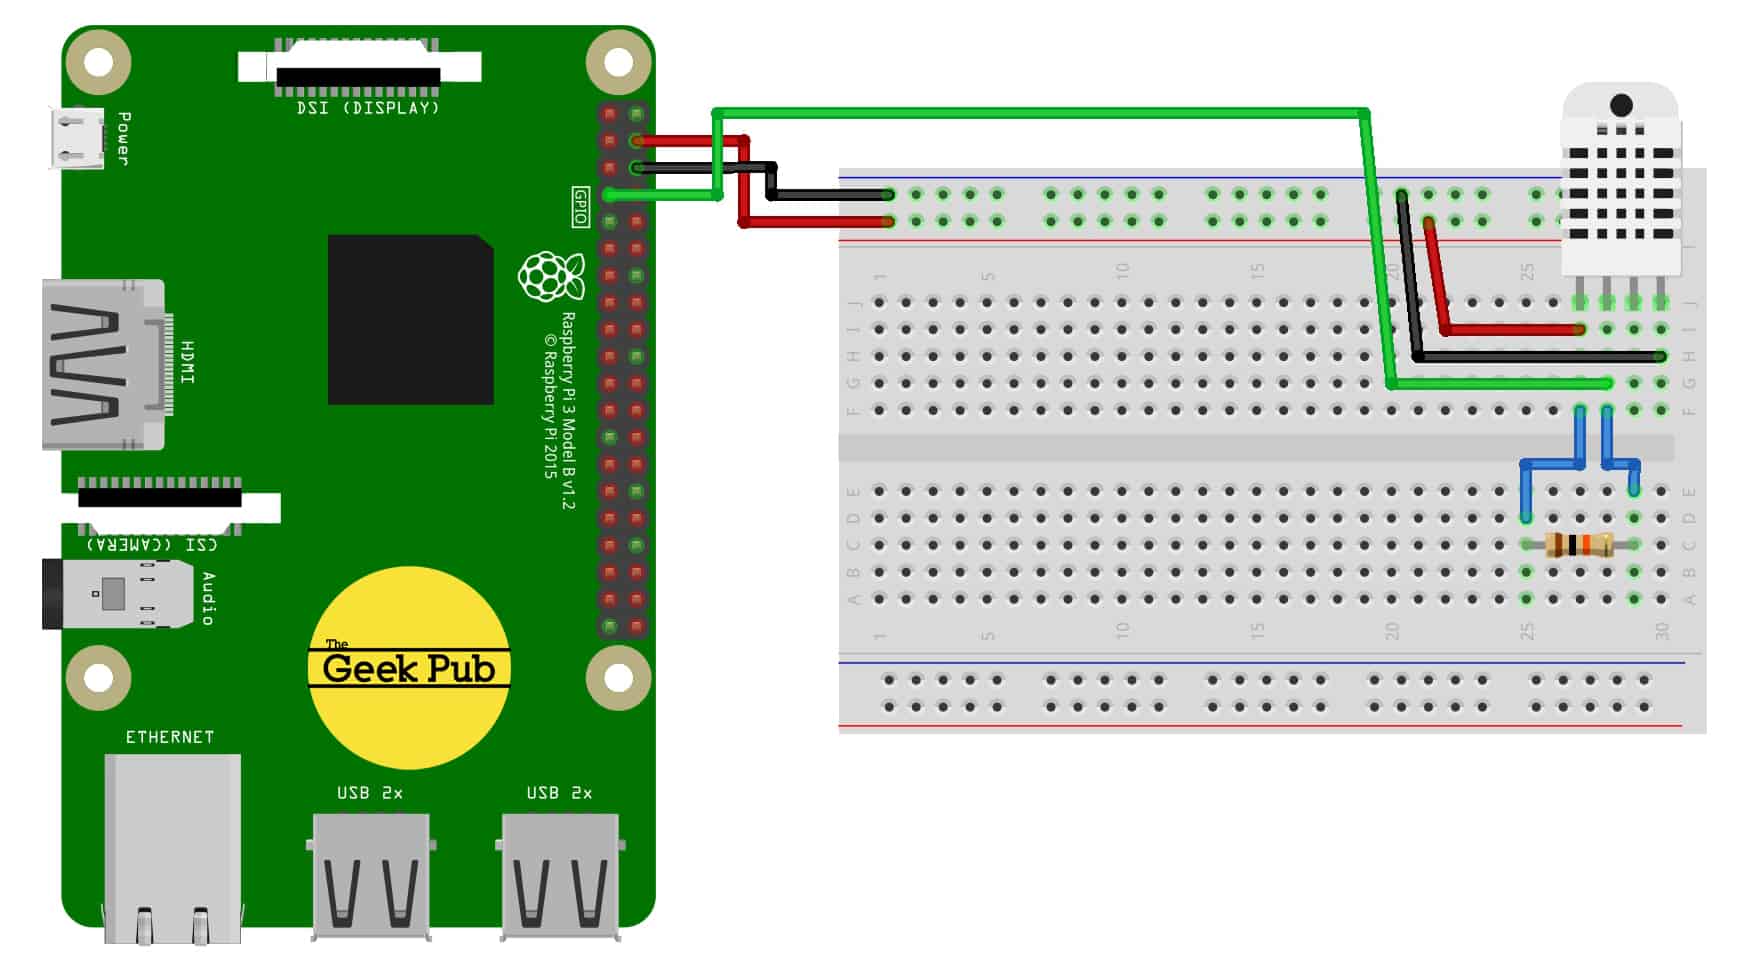 DSI (DISPLAY)
Power
GPIO
HDMI
Raspberry Pi 3 Model B v1.2
© Raspberry Pi 2015
CSI (CAMERA)
Audio
The
Geek Pub
ETHERNET
USB 2x
USB 2x
1 5 10 15 20 25
J J
I I
H H
G G
F F
E E
D D
C C
B B
A A
1 5 10 15 20 25 30